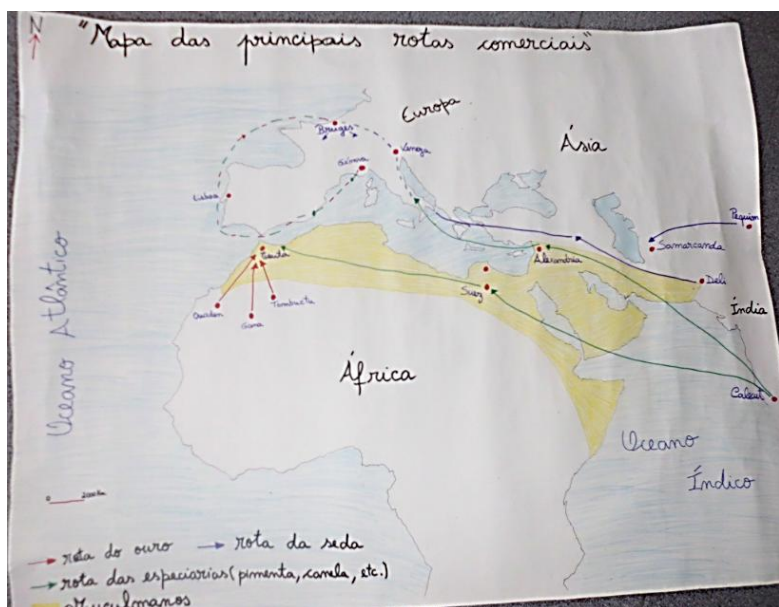 N
"Mapa das principais rotas comerciais"
Europa
Ásia
Bruges
Veneza
Génova
Lisboa
Pequim
Samarcanda
Ceuta
Alexandria
Deli
Suez
Índia
Tombuctu
Gana
África
Calecut
Oceano Atlântico
Oceano
Índico
0
rota do ouro
rota da seda
rota das especiarias (pimenta, canela, etc.)
Muçulmanos